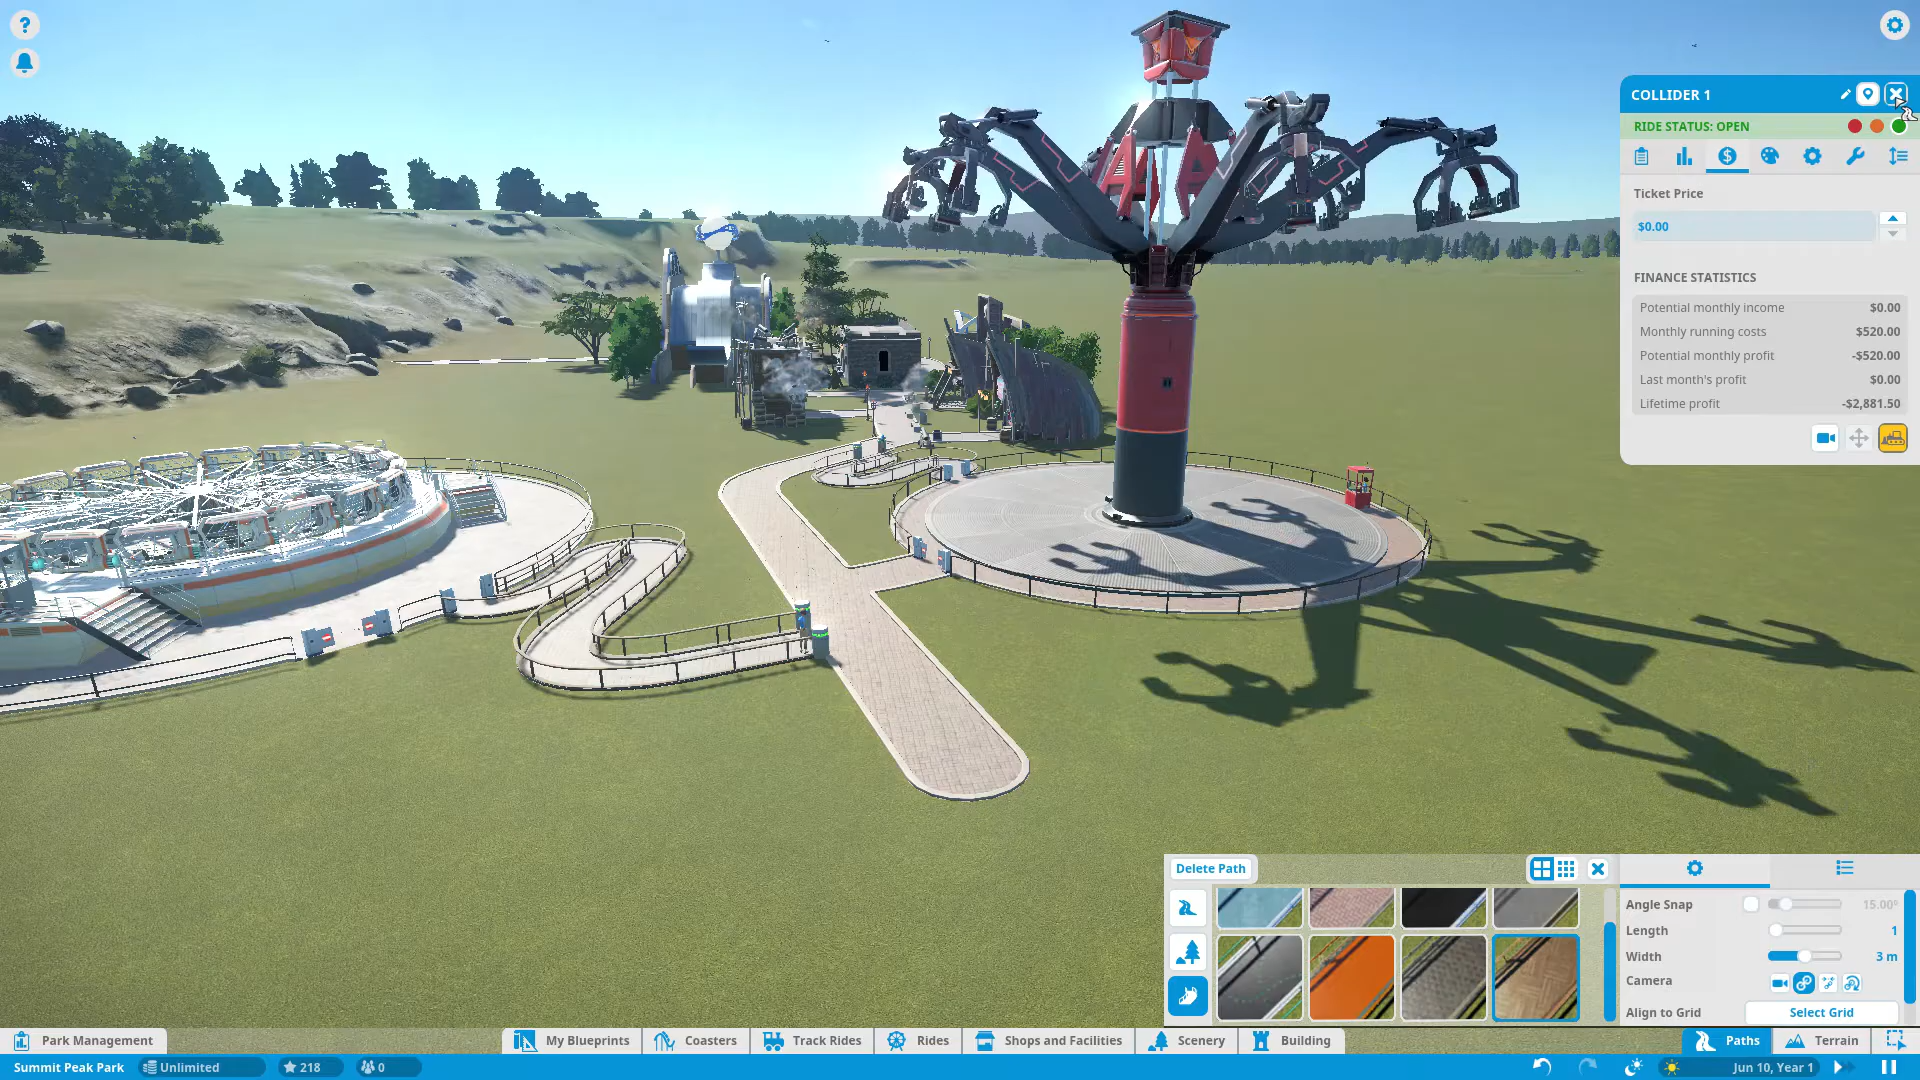 ?
COLLIDER 1
RIDE STATUS: OPEN
Ticket Price
$0.00
FINANCE STATISTICS
Potential monthly income $0.00
Monthly running costs $520.00
Potential monthly profit -$520.00
Last month's profit $0.00
Lifetime profit -$2,881.50
Delete Path
Angle Snap 15.00°
Length 1
Width 3 m
Camera
Align to Grid Select Grid
Park Management My Blueprints Coasters Track Rides Rides Shops and Facilities Scenery Building Paths Terrain
Summit Peak Park Unlimited 218 0 Jun 10, Year 1